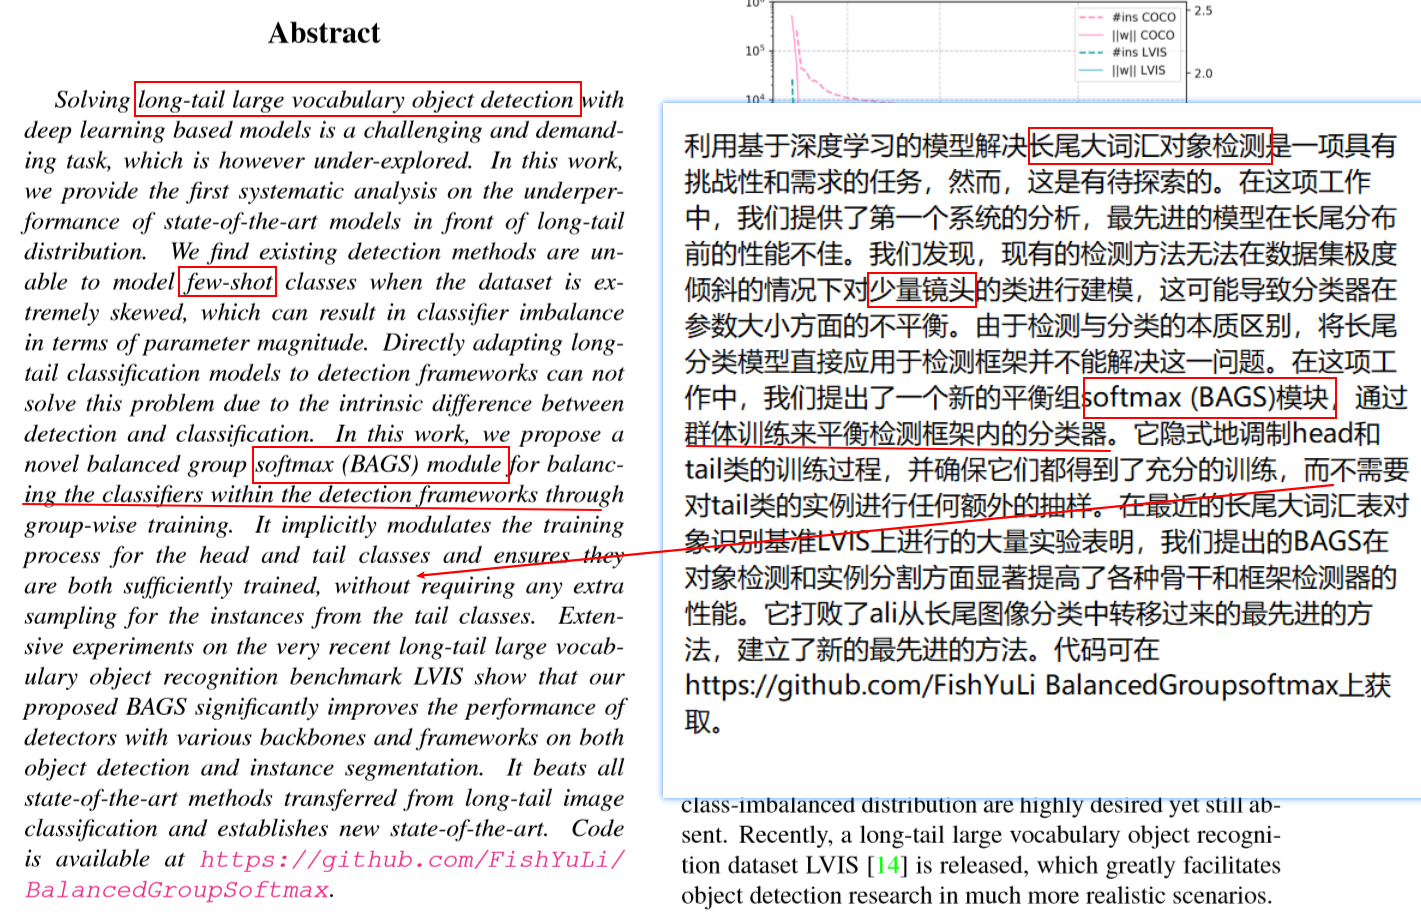 Abstract
Solving long-tail large vocabulary object detection with
deep learning based models is a challenging and demand-
ing task, which is however under-explored. In this work,
we provide the first systematic analysis on the underper-
formance of state-of-the-art models in front of long-tail
distribution. We find existing detection methods are un-
able to model few-shot classes when the dataset is ex-
tremely skewed, which can result in classifier imbalance
in terms of parameter magnitude. Directly adapting long-
tail classification models to detection frameworks can not
solve this problem due to the intrinsic difference between
detection and classification. In this work, we propose a
novel balanced group softmax (BAGS) module for balanc-
ing the classifiers within the detection frameworks through
group-wise training. It implicitly modulates the training
process for the head and tail classes and ensures they
are both sufficiently trained, without requiring any extra
sampling for the instances from the tail classes. Exten-
sive experiments on the very recent long-tail large vocab-
ulary object recognition benchmark LVIS show that our
proposed BAGS significantly improves the performance of
detectors with various backbones and frameworks on both
object detection and instance segmentation. It beats all
state-of-the-art methods transferred from long-tail image
classification and establishes new state-of-the-art. Code
is available at https://github.com/FishYuLi/
BalancedGroupSoftmax.
10⁵
10⁴
#ins COCO
||w|| COCO
#ins LVIS
||w|| LVIS
2.5
2.0
利用基于深度学习的模型解决长尾大词汇对象检测是一项具有
挑战性和需求的任务，然而，这是有待探索的。在这项工作
中，我们提供了第一个系统的分析，最先进的模型在长尾分布
前的性能不佳。我们发现，现有的检测方法无法在数据集极度
倾斜的情况下对少量镜头的类进行建模，这可能导致分类器在
参数大小方面的不平衡。由于检测与分类的本质区别，将长尾
分类模型直接应用于检测框架并不能解决这一问题。在这项工
作中，我们提出了一个新的平衡组softmax (BAGS)模块，通过
群体训练来平衡检测框架内的分类器。它隐式地调制head和
tail类的训练过程，并确保它们都得到了充分的训练，而不需要
对tail类的实例进行任何额外的抽样。在最近的长尾大词汇表对
象识别基准LVIS上进行的大量实验表明，我们提出的BAGS在
对象检测和实例分割方面显著提高了各种骨干和框架检测器的
性能。它打败了ali从长尾图像分类中转移过来的最先进的方
法，建立了新的最先进的方法。代码可在
https://github.com/FishYuLi BalancedGroupsoftmax上获
取。
class-imbalanced distribution are highly desired yet still ab-
sent. Recently, a long-tail large vocabulary object recogni-
tion dataset LVIS [14] is released, which greatly facilitates
object detection research in much more realistic scenarios.